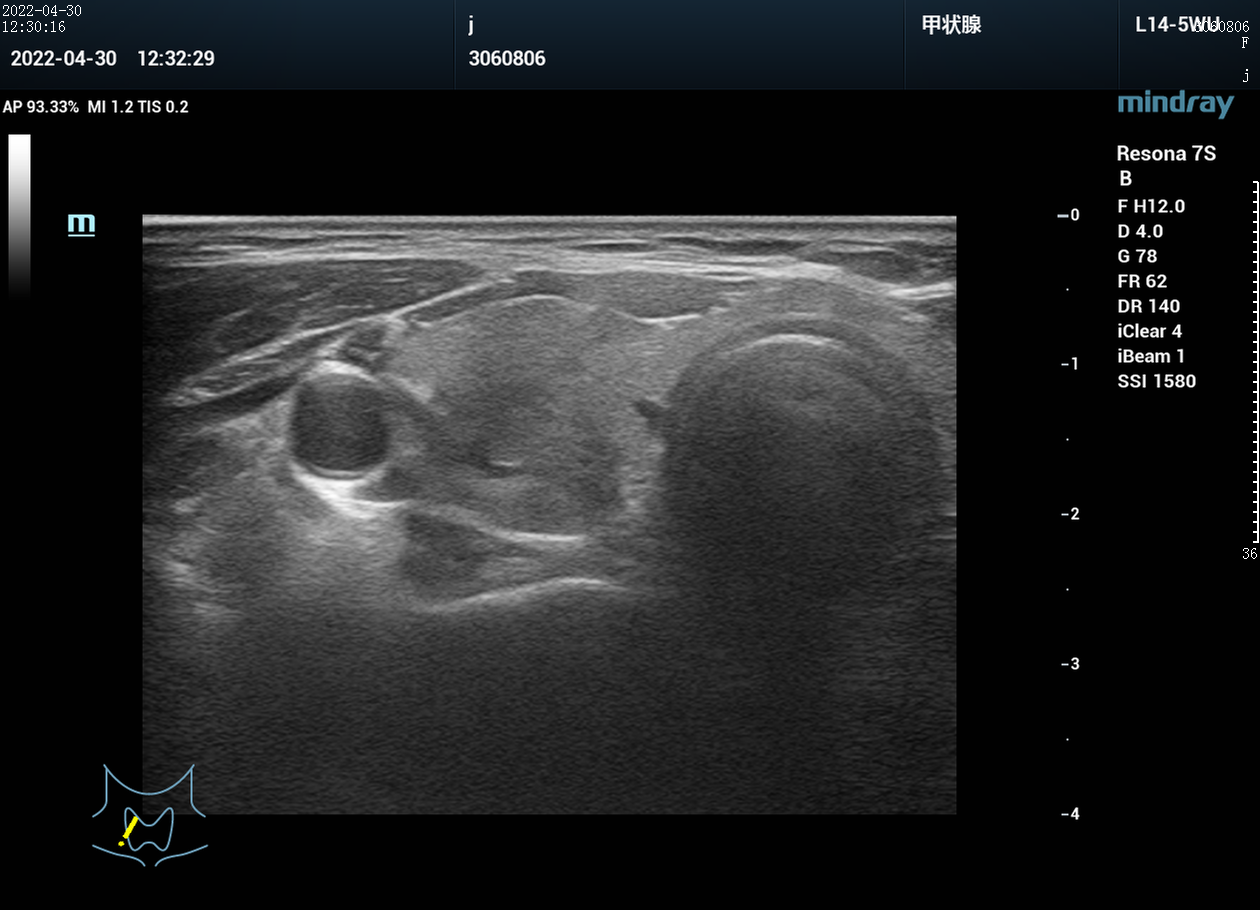 2022-04-30
12:30:16
2022-04-30 12:32:29
j
3060806
甲状腺
L14-5WU
3060806
F
j
AP 93.33% MI 1.2 TIS 0.2
mindray
Resona 7S
B
F H12.0
D 4.0
G 78
FR 62
DR 140
iClear 4
iBeam 1
SSI 1580
m
0
-1
-2
-3
-4
36